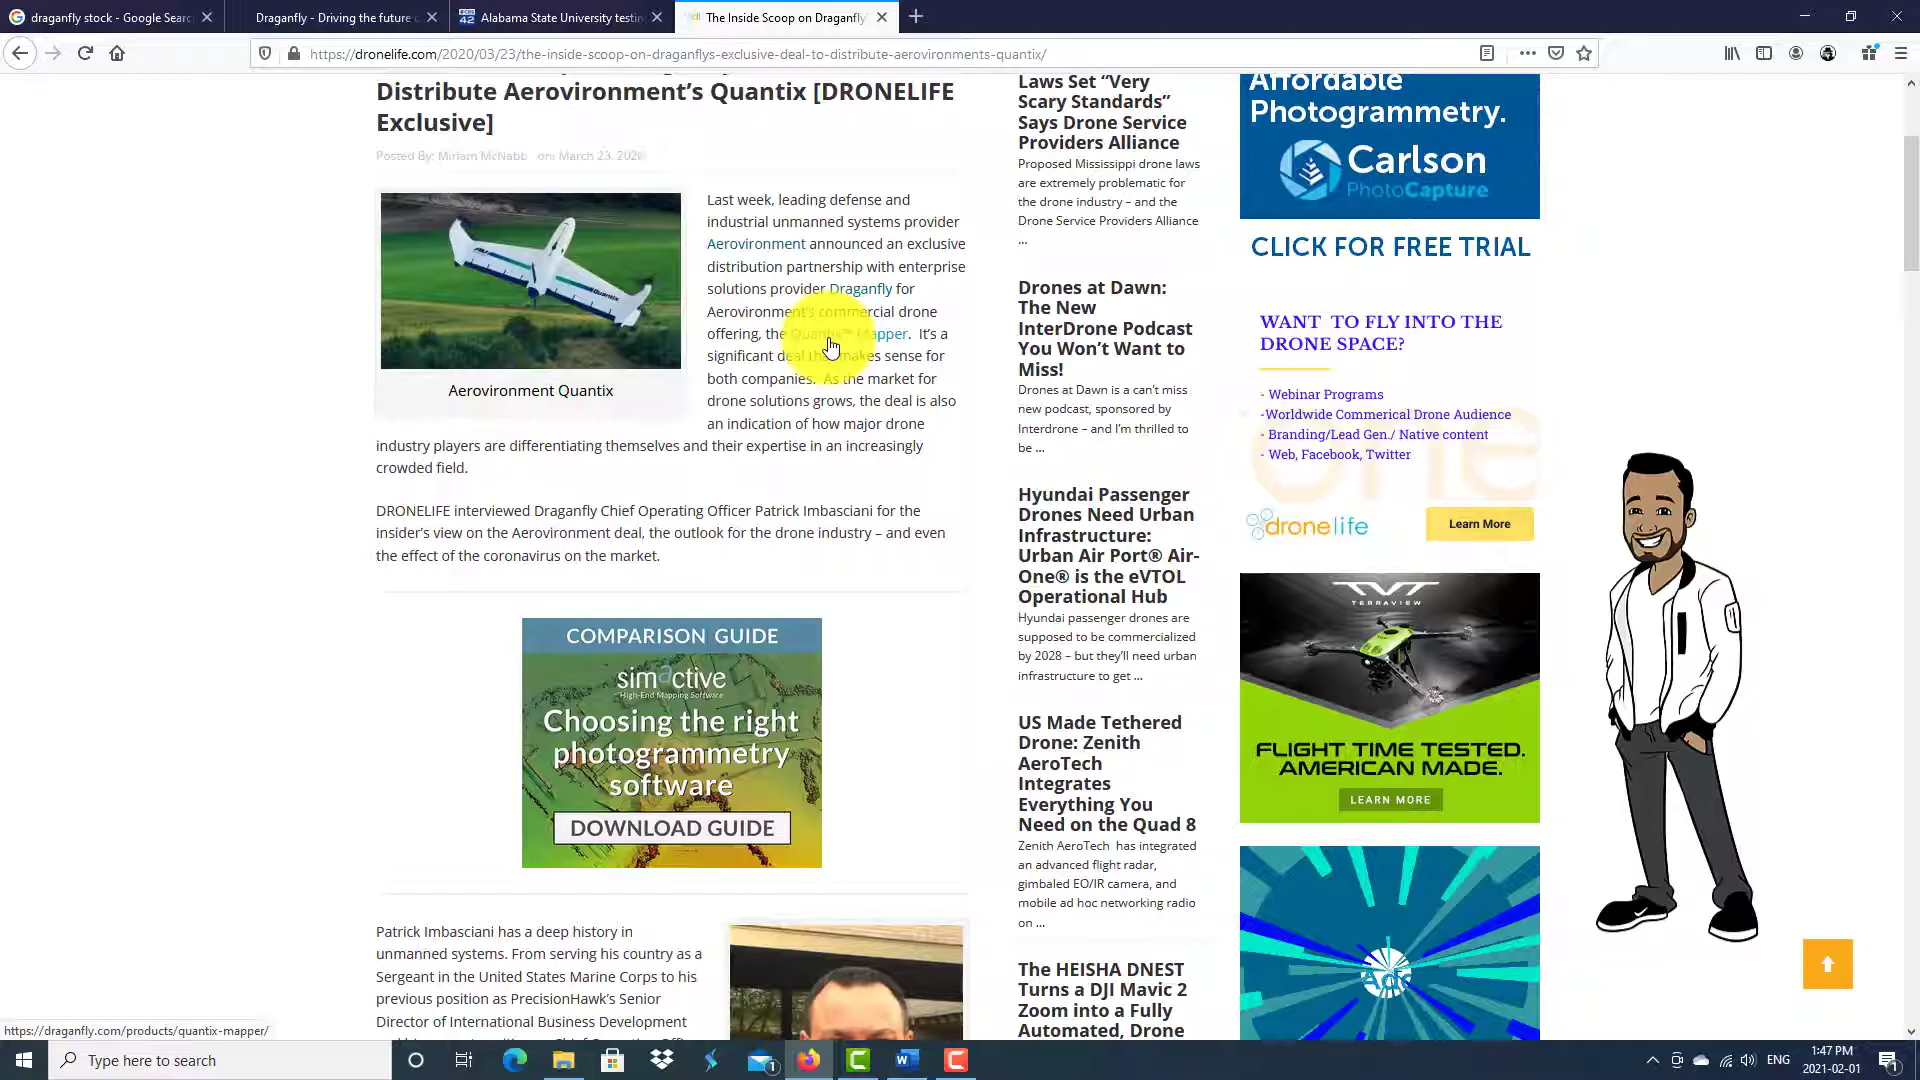 draganfly stock - Google Searc
Draganfly - Driving the future o
42
Alabama State University testin
The Inside Scoop on Draganfly
https://dronelife.com/2020/03/23/the-inside-scoop-on-draganflys-exclusive-deal-to-distribute-aerovironments-quantix/
Distribute Aerovironment's Quantix [DRONELIFE
Exclusive]
Posted By: Miriam McNabb on: March 23, 2020
Aerovironment Quantix
Last week, leading defense and
industrial unmanned systems provider
Aerovironment announced an exclusive
distribution partnership with enterprise
solutions provider Draganfly for
Aerovironment's commercial drone
offering, the Quantix™ Mapper. It's a
significant deal that makes sense for
both companies. As the market for
drone solutions grows, the deal is also
an indication of how major drone
industry players are differentiating themselves and their expertise in an increasingly
crowded field.
DRONELIFE interviewed Draganfly Chief Operating Officer Patrick Imbasciani for the
insider's view on the Aerovironment deal, the outlook for the drone industry – and even
the effect of the coronavirus on the market.
COMPARISON GUIDE
simactive
High-End Mapping Software
Choosing the right
photogrammetry
software
DOWNLOAD GUIDE
Patrick Imbasciani has a deep history in
unmanned systems. From serving his country as a
Sergeant in the United States Marine Corps to his
previous position as PrecisionHawk's Senior
Director of International Business Development
Laws Set “Very
Scary Standards”
Says Drone Service
Providers Alliance
Proposed Mississippi drone laws
are extremely problematic for
the drone industry – and the
Drone Service Providers Alliance
...
Drones at Dawn:
The New
InterDrone Podcast
You Won't Want to
Miss!
Drones at Dawn is a can't miss
new podcast, sponsored by
Interdrone – and I'm thrilled to
be ...
Hyundai Passenger
Drones Need Urban
Infrastructure:
Urban Air Port® Air-
One® is the eVTOL
Operational Hub
Hyundai passenger drones are
supposed to be commercialized
by 2028 – but they'll need urban
infrastructure to get ...
US Made Tethered
Drone: Zenith
AeroTech
Integrates
Everything You
Need on the Quad 8
Zenith AeroTech has integrated
an advanced flight radar,
gimbaled EO/IR camera, and
mobile ad hoc networking radio
on ...
The HEISHA DNEST
Turns a DJI Mavic 2
Zoom into a Fully
Automated, Drone
Affordable
Photogrammetry.
Carlson
PhotoCapture
CLICK FOR FREE TRIAL
WANT TO FLY INTO THE
DRONE SPACE?
- Webinar Programs
-Worldwide Commerical Drone Audience
- Branding/Lead Gen./ Native content
- Web, Facebook, Twitter
one
dronelife
Learn More
TVT
TERRAVIEW
FLIGHT TIME TESTED.
AMERICAN MADE.
LEARN MORE
https://draganfly.com/products/quantix-mapper/
Type here to search
1
ENG
1:47 PM
2021-02-01
1